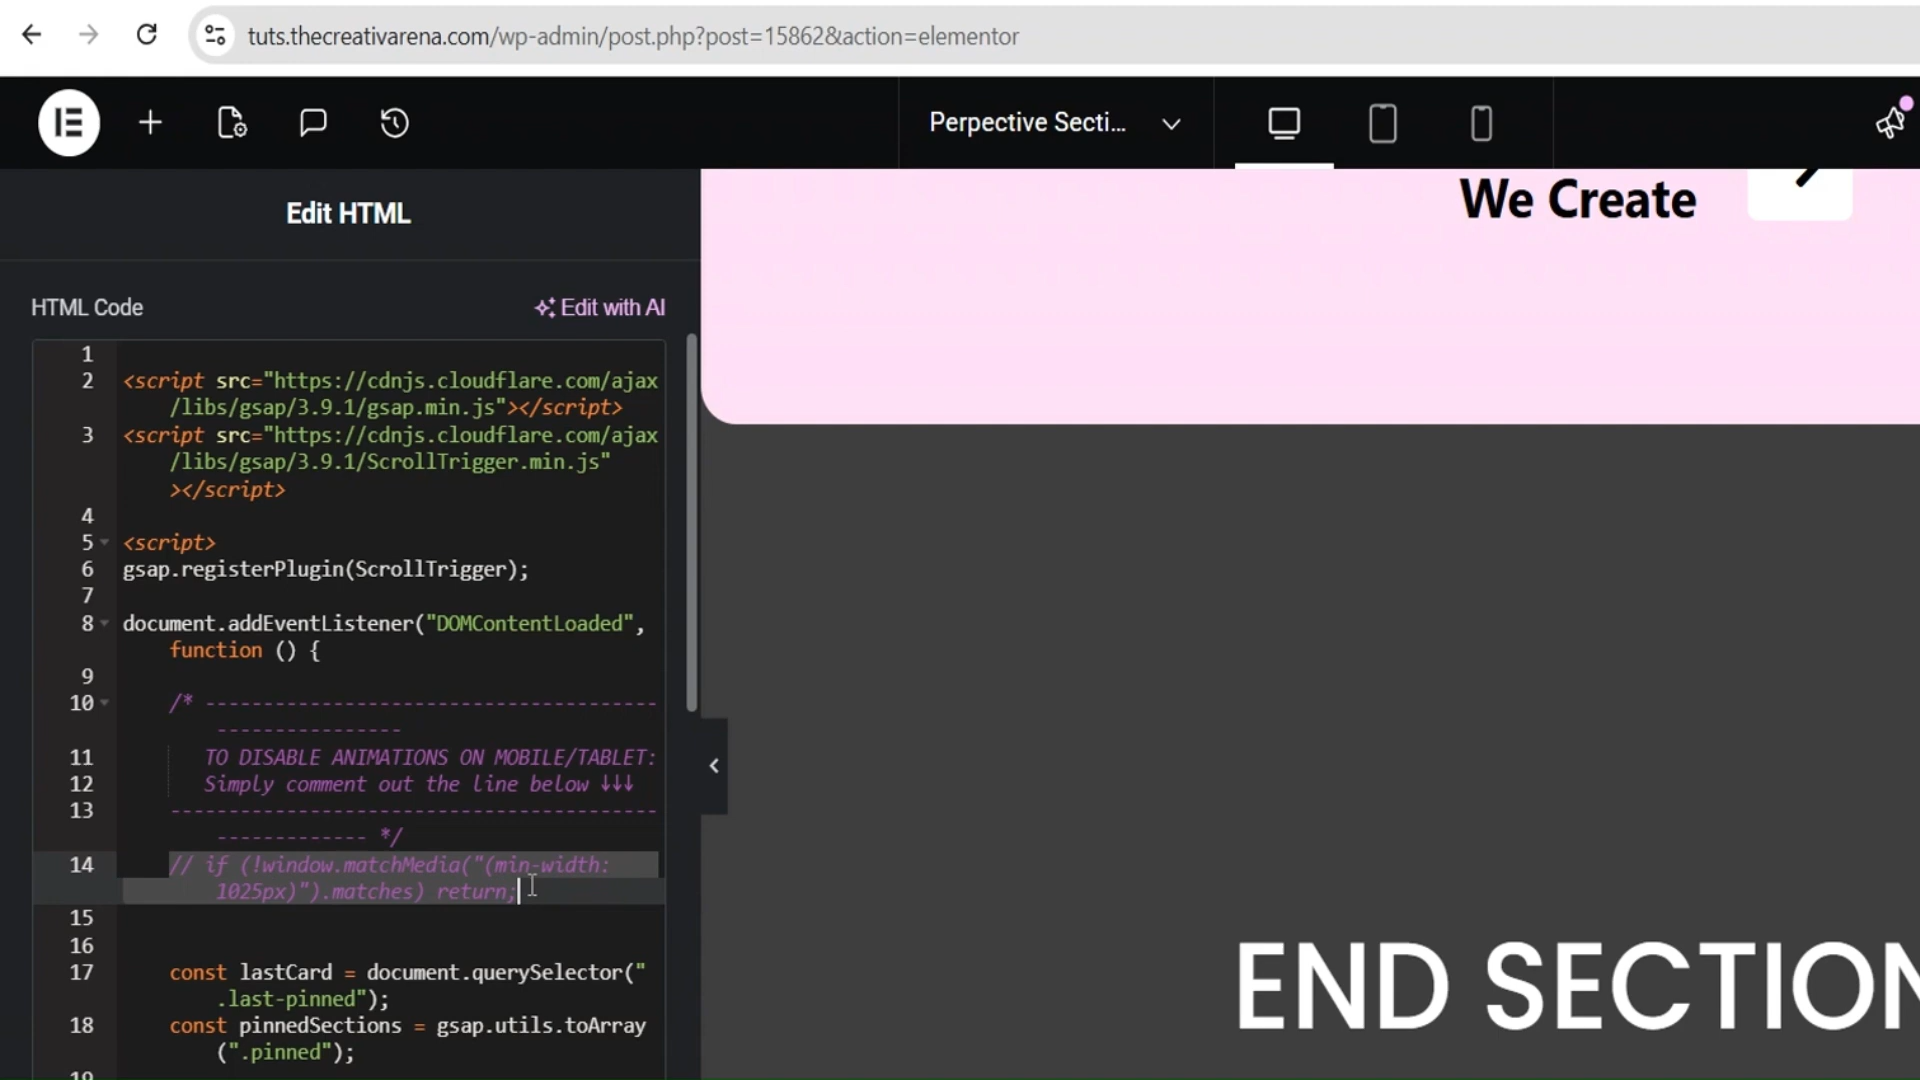 tuts.thecreativarena.com/wp-admin/post.php?post=15862&action=elementor
Perpective Secti...
Edit HTML
We Create
HTML Code
Edit with AI
1
2 <script src="https://cdnjs.cloudflare.com/ajax
/libs/gsap/3.9.1/gsap.min.js"></script>
3 <script src="https://cdnjs.cloudflare.com/ajax
/libs/gsap/3.9.1/ScrollTrigger.min.js"
></script>
4
5 <script>
6 gsap.registerPlugin(ScrollTrigger);
7
8 document.addEventListener("DOMContentLoaded",
function () {
9
10 /* ---------------------------------------
----------------
11 TO DISABLE ANIMATIONS ON MOBILE/TABLET:
12 Simply comment out the line below ↓↓↓
13 ------------------------------------------
------------- */
14 // if (!window.matchMedia("(min-width:
1025px)").matches) return;
15
16
17 const lastCard = document.querySelector("
.last-pinned");
18 const pinnedSections = gsap.utils.toArray
(".pinned");
19
END SECTION